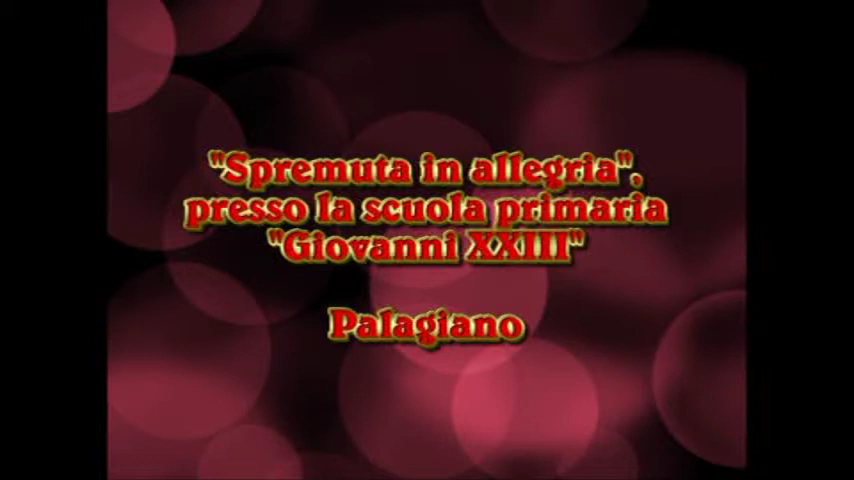 "Spremuta in allegria",
presso la scuola primaria
"Giovanni XXIII"
Palagiano